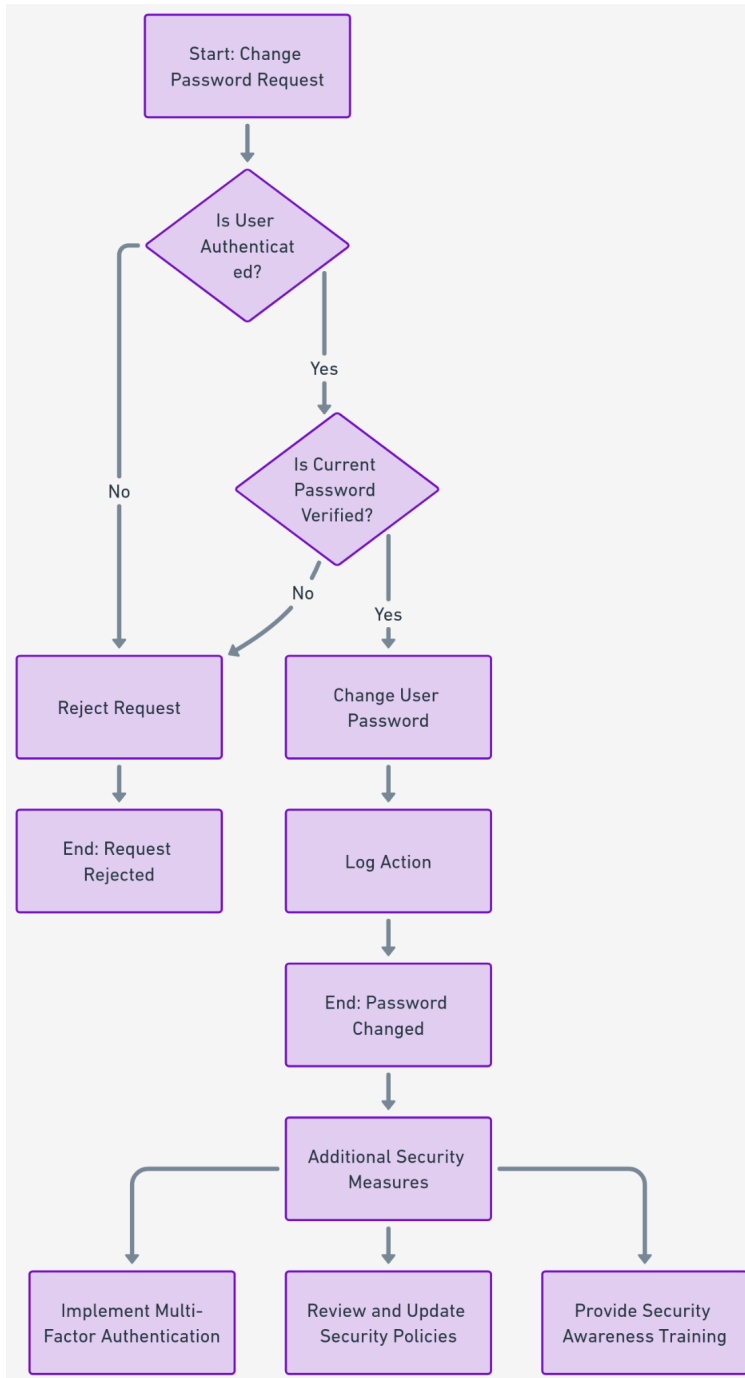 Start: Change
Password Request
Is User
Authenticat
ed?
Yes
No
Is Current
Password
Verified?
No
Yes
Reject Request
Change User
Password
End: Request
Rejected
Log Action
End: Password
Changed
Additional Security
Measures
Implement Multi-
Factor Authentication
Review and Update
Security Policies
Provide Security
Awareness Training